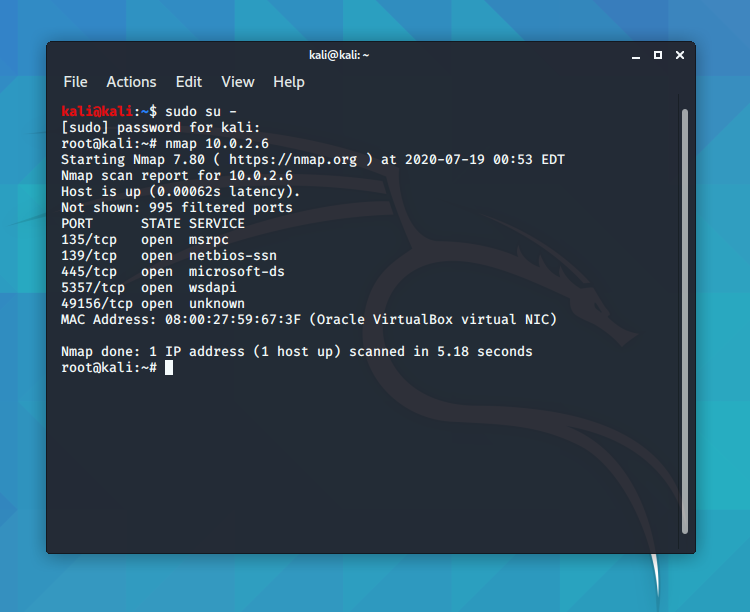 kali@kali: ~
File Actions Edit View Help
kali@kali:~$ sudo su -
[sudo] password for kali:
root@kali:~# nmap 10.0.2.6
Starting Nmap 7.80 ( https://nmap.org ) at 2020-07-19 00:53 EDT
Nmap scan report for 10.0.2.6
Host is up (0.00062s latency).
Not shown: 995 filtered ports
PORT      STATE SERVICE
135/tcp   open  msrpc
139/tcp   open  netbios-ssn
445/tcp   open  microsoft-ds
5357/tcp  open  wsdapi
49156/tcp open  unknown
MAC Address: 08:00:27:59:67:3F (Oracle VirtualBox virtual NIC)
Nmap done: 1 IP address (1 host up) scanned in 5.18 seconds
root@kali:~#